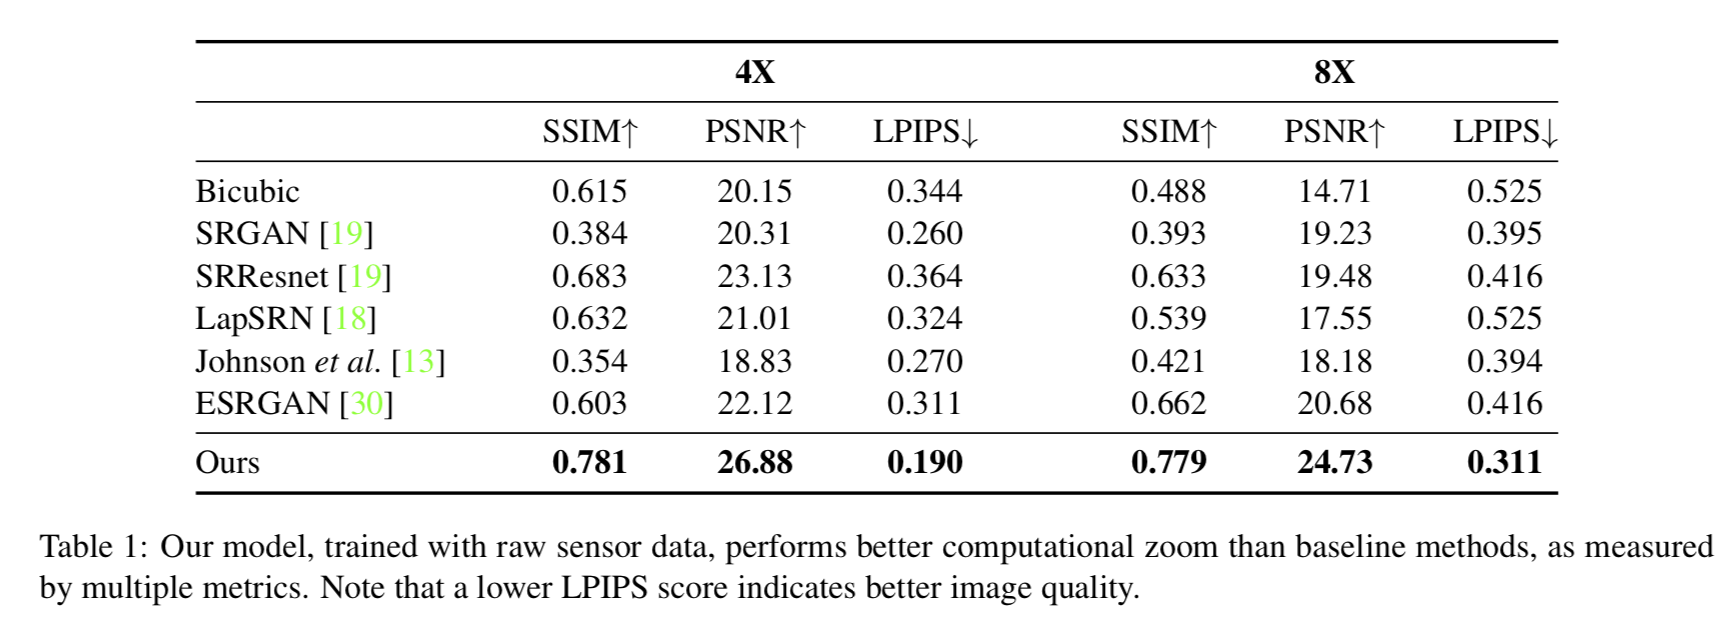 4X 8X
SSIM↑ PSNR↑ LPIPS↓ SSIM↑ PSNR↑ LPIPS↓
Bicubic 0.615 20.15 0.344 0.488 14.71 0.525
SRGAN [19] 0.384 20.31 0.260 0.393 19.23 0.395
SRResnet [19] 0.683 23.13 0.364 0.633 19.48 0.416
LapSRN [18] 0.632 21.01 0.324 0.539 17.55 0.525
Johnson et al. [13] 0.354 18.83 0.270 0.421 18.18 0.394
ESRGAN [30] 0.603 22.12 0.311 0.662 20.68 0.416
Ours 0.781 26.88 0.190 0.779 24.73 0.311
Table 1: Our model, trained with raw sensor data, performs better computational zoom than baseline methods, as measured
by multiple metrics. Note that a lower LPIPS score indicates better image quality.